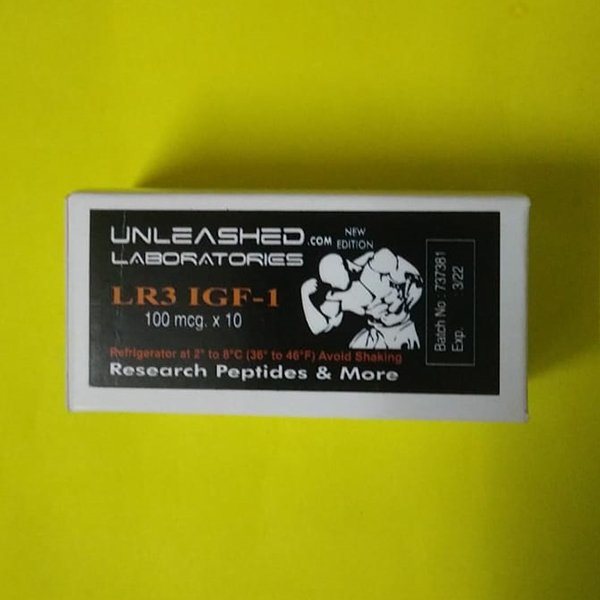 UNLEASHED.COM
NEW
EDITION
LABORATORIES
LR3 IGF-1
100 mcg. x 10
Refrigerator at 2° to 8°C (36° to 46°F) Avoid Shaking
Research Peptides & More
Batch No : 737381
Exp. 3/22